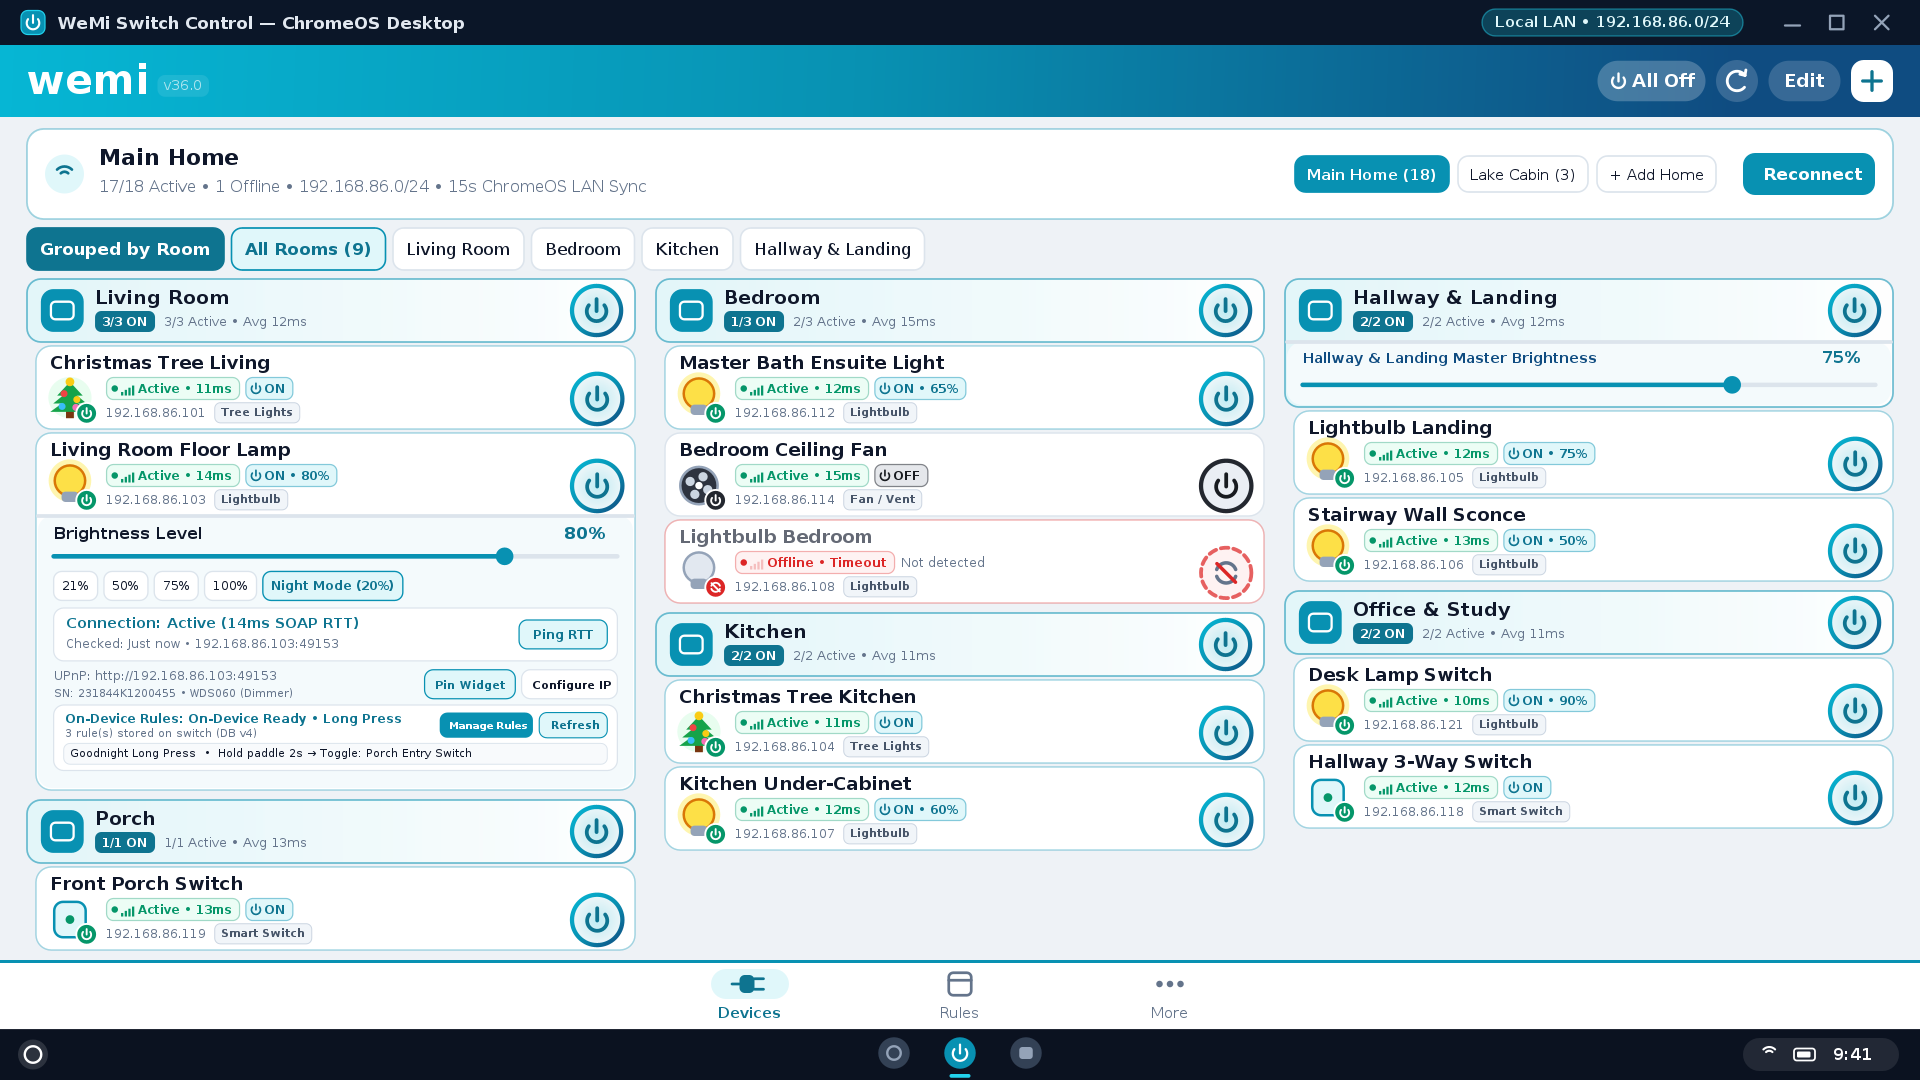 WeMi Switch Control — ChromeOS Desktop
Local LAN • 192.168.86.0/24
wemi v36.0
All Off
Edit
Main Home
17/18 Active • 1 Offline • 192.168.86.0/24 • 15s ChromeOS LAN Sync
Main Home (18)
Lake Cabin (3)
+ Add Home
Reconnect
Grouped by Room
All Rooms (9)
Living Room
Bedroom
Kitchen
Hallway & Landing
Living Room
3/3 ON 3/3 Active • Avg 12ms
Christmas Tree Living
Active • 11ms ON
192.168.86.101 Tree Lights
Living Room Floor Lamp
Active • 14ms ON • 80%
192.168.86.103 Lightbulb
Brightness Level 80%
21% 50% 75% 100% Night Mode (20%)
Connection: Active (14ms SOAP RTT)
Checked: Just now • 192.168.86.103:49153
Ping RTT
UPnP: http://192.168.86.103:49153
SN: 231844K1200455 • WDS060 (Dimmer)
Pin Widget
Configure IP
On-Device Rules: On-Device Ready • Long Press
3 rule(s) stored on switch (DB v4)
Manage Rules
Refresh
Goodnight Long Press • Hold paddle 2s → Toggle: Porch Entry Switch
Porch
1/1 ON 1/1 Active • Avg 13ms
Front Porch Switch
Active • 13ms ON
192.168.86.119 Smart Switch
Bedroom
1/3 ON 2/3 Active • Avg 15ms
Master Bath Ensuite Light
Active • 12ms ON • 65%
192.168.86.112 Lightbulb
Bedroom Ceiling Fan
Active • 15ms OFF
192.168.86.114 Fan / Vent
Lightbulb Bedroom
Offline • Timeout Not detected
192.168.86.108 Lightbulb
Kitchen
2/2 ON 2/2 Active • Avg 11ms
Christmas Tree Kitchen
Active • 11ms ON
192.168.86.104 Tree Lights
Kitchen Under-Cabinet
Active • 12ms ON • 60%
192.168.86.107 Lightbulb
Hallway & Landing
2/2 ON 2/2 Active • Avg 12ms
Hallway & Landing Master Brightness 75%
Lightbulb Landing
Active • 12ms ON • 75%
192.168.86.105 Lightbulb
Stairway Wall Sconce
Active • 13ms ON • 50%
192.168.86.106 Lightbulb
Office & Study
2/2 ON 2/2 Active • Avg 11ms
Desk Lamp Switch
Active • 10ms ON • 90%
192.168.86.121 Lightbulb
Hallway 3-Way Switch
Active • 12ms ON
192.168.86.118 Smart Switch
Devices
Rules
More
9:41